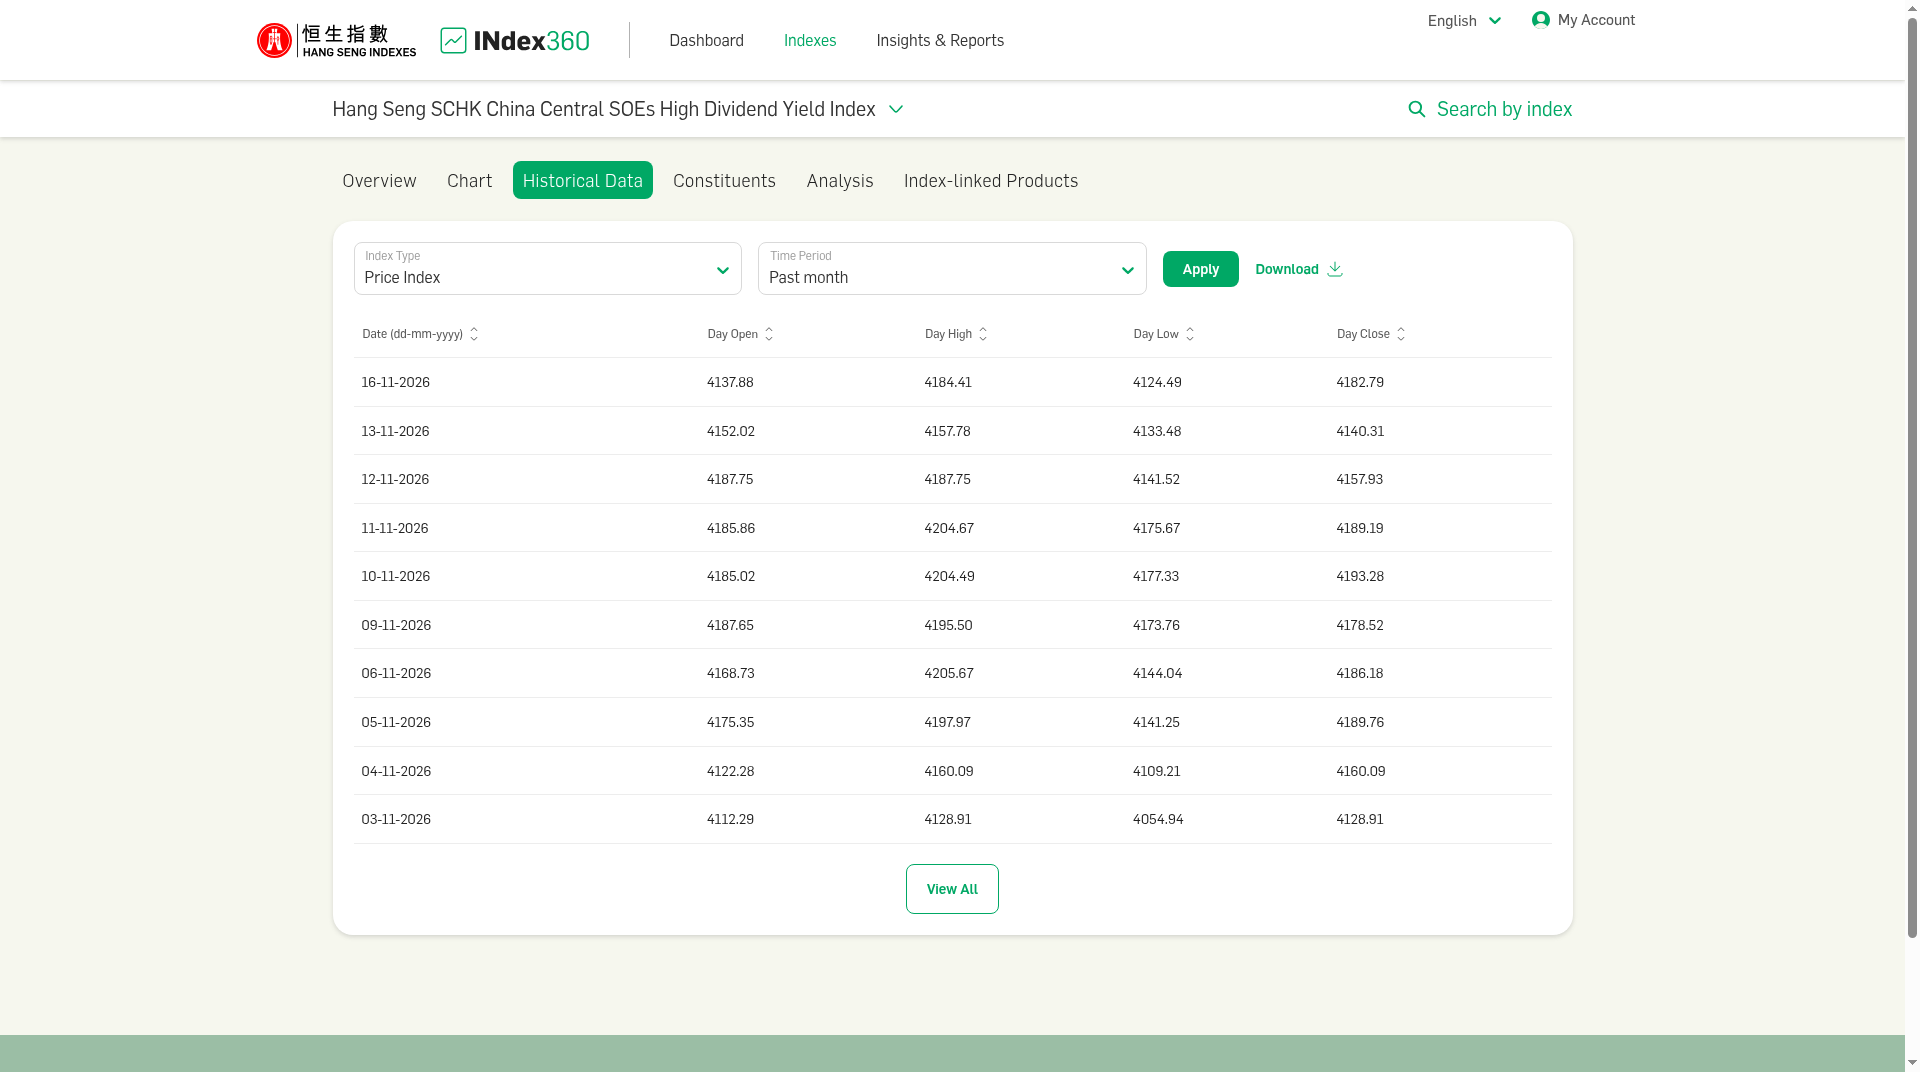 恒生指數
HANG SENG INDEXES
INdex360
Dashboard
Indexes
Insights & Reports
English
My Account
Hang Seng SCHK China Central SOEs High Dividend Yield Index
Search by index
Overview
Chart
Historical Data
Constituents
Analysis
Index-linked Products
Index Type
Price Index
Time Period
Past month
Apply
Download
Date (dd-mm-yyyy) Day Open Day High Day Low Day Close
16-11-2026 4137.88 4184.41 4124.49 4182.79
13-11-2026 4152.02 4157.78 4133.48 4140.31
12-11-2026 4187.75 4187.75 4141.52 4157.93
11-11-2026 4185.86 4204.67 4175.67 4189.19
10-11-2026 4185.02 4204.49 4177.33 4193.28
09-11-2026 4187.65 4195.50 4173.76 4178.52
06-11-2026 4168.73 4205.67 4144.04 4186.18
05-11-2026 4175.35 4197.97 4141.25 4189.76
04-11-2026 4122.28 4160.09 4109.21 4160.09
03-11-2026 4112.29 4128.91 4054.94 4128.91
View All